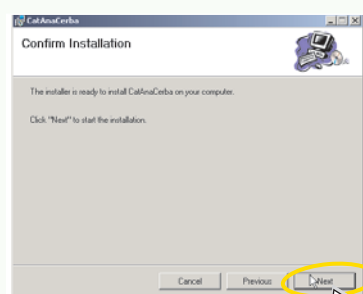 CatAnaCerba
Confirm Installation
The installer is ready to install CatAnaCerba on your computer.
Click "Next" to start the installation.
Cancel
Previous
Next